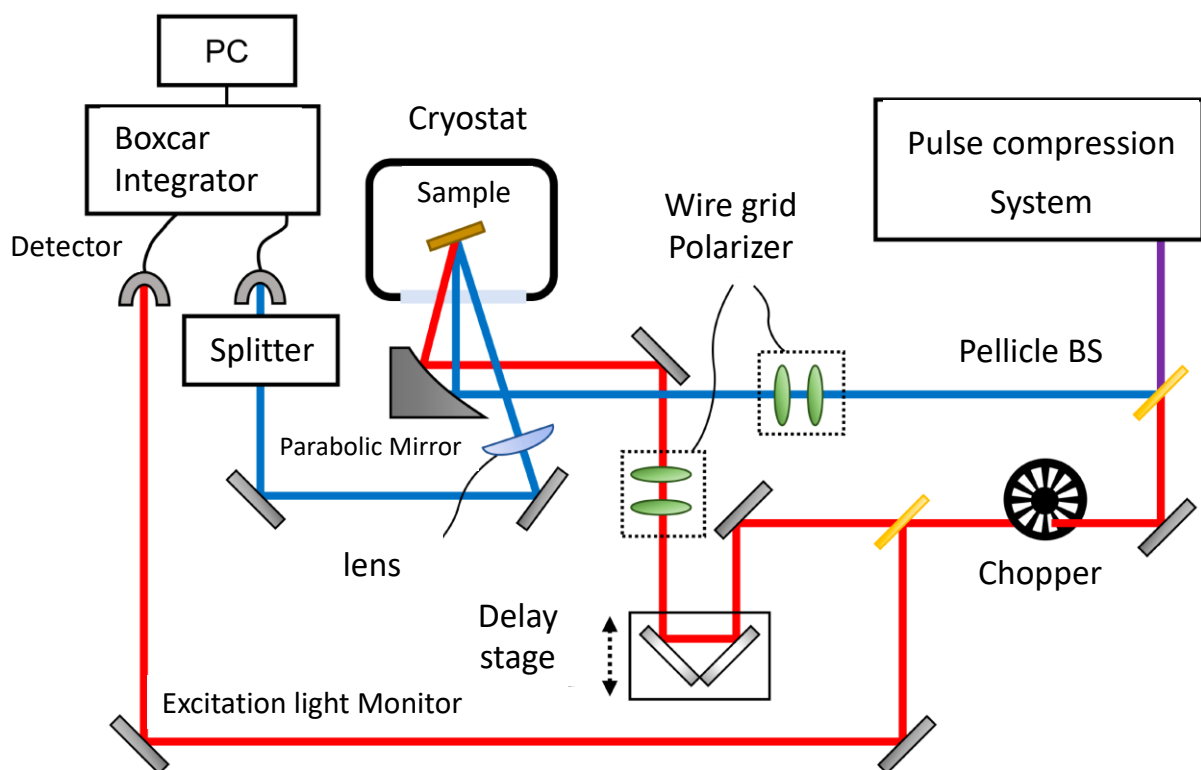 PC
Boxcar
Integrator
Detector
Splitter
Cryostat
Sample
Parabolic Mirror
lens
Wire grid
Polarizer
Pulse compression
System
Pellicle BS
Chopper
Delay
stage
Excitation light Monitor